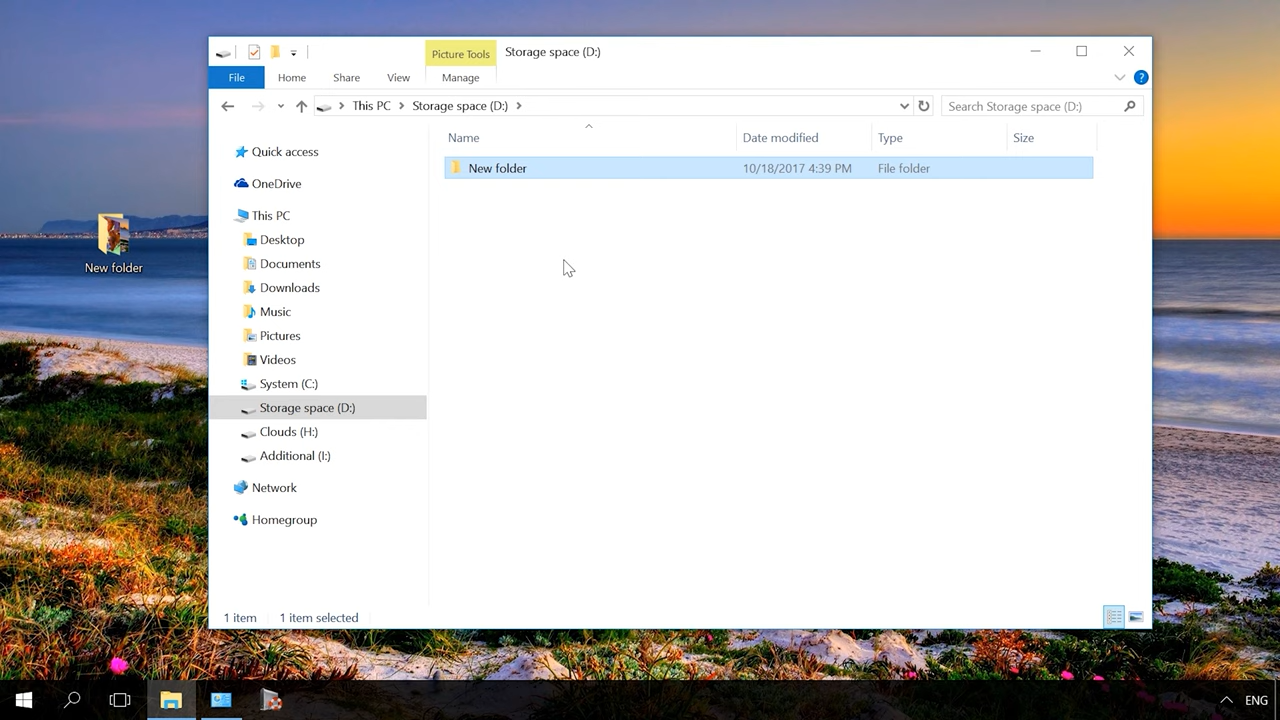 Picture Tools
Storage space (D:)
File
Home
Share
View
Manage
?
This PC
Storage space (D:)
Search Storage space (D:)
Name
Date modified
Type
Size
New folder
10/18/2017 4:39 PM
File folder
Quick access
OneDrive
This PC
Desktop
Documents
Downloads
Music
Pictures
Videos
System (C:)
Storage space (D:)
Clouds (H:)
Additional (I:)
Network
Homegroup
1 item
1 item selected
New folder
ENG